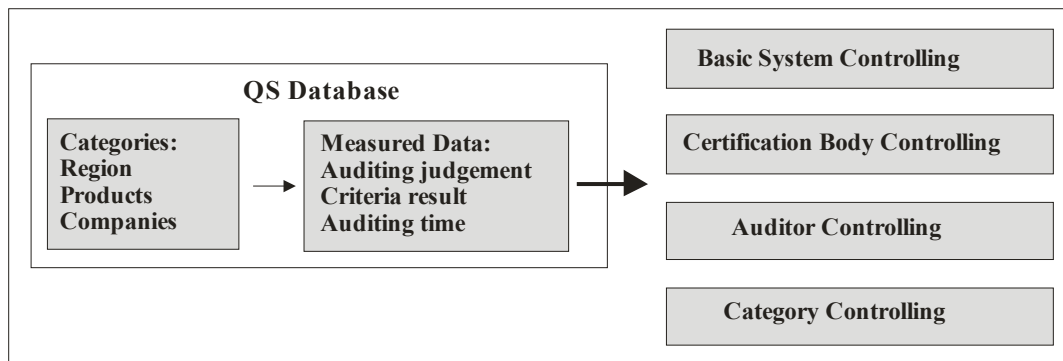 QS Database
Categories:
Region
Products
Companies
Measured Data:
Auditing judgement
Criteria result
Auditing time
Basic System Controlling
Certification Body Controlling
Auditor Controlling
Category Controlling